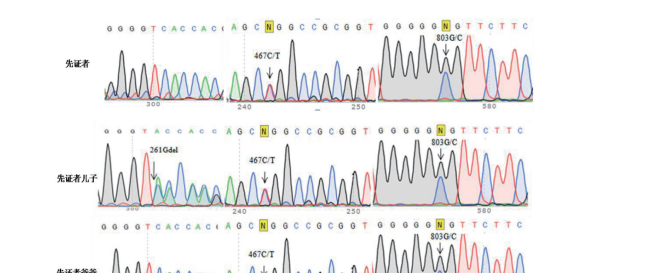 G G G G T C A C C A C A G C N G G C C G C G G T G G G G G N G T T C T T C
467C/T
803G/C
先证者
300
240
250
580
G G G T A C C A C C A G C N G G C C G C G G T G G G G G N G T T C T T C
803G/C
261Gdel
467C/T
先证者儿子
240
250
580
G G G G T C A C C A C A G C N G G C C G C G G T G G G G G N G T T C T T C
803G/C
467C/T